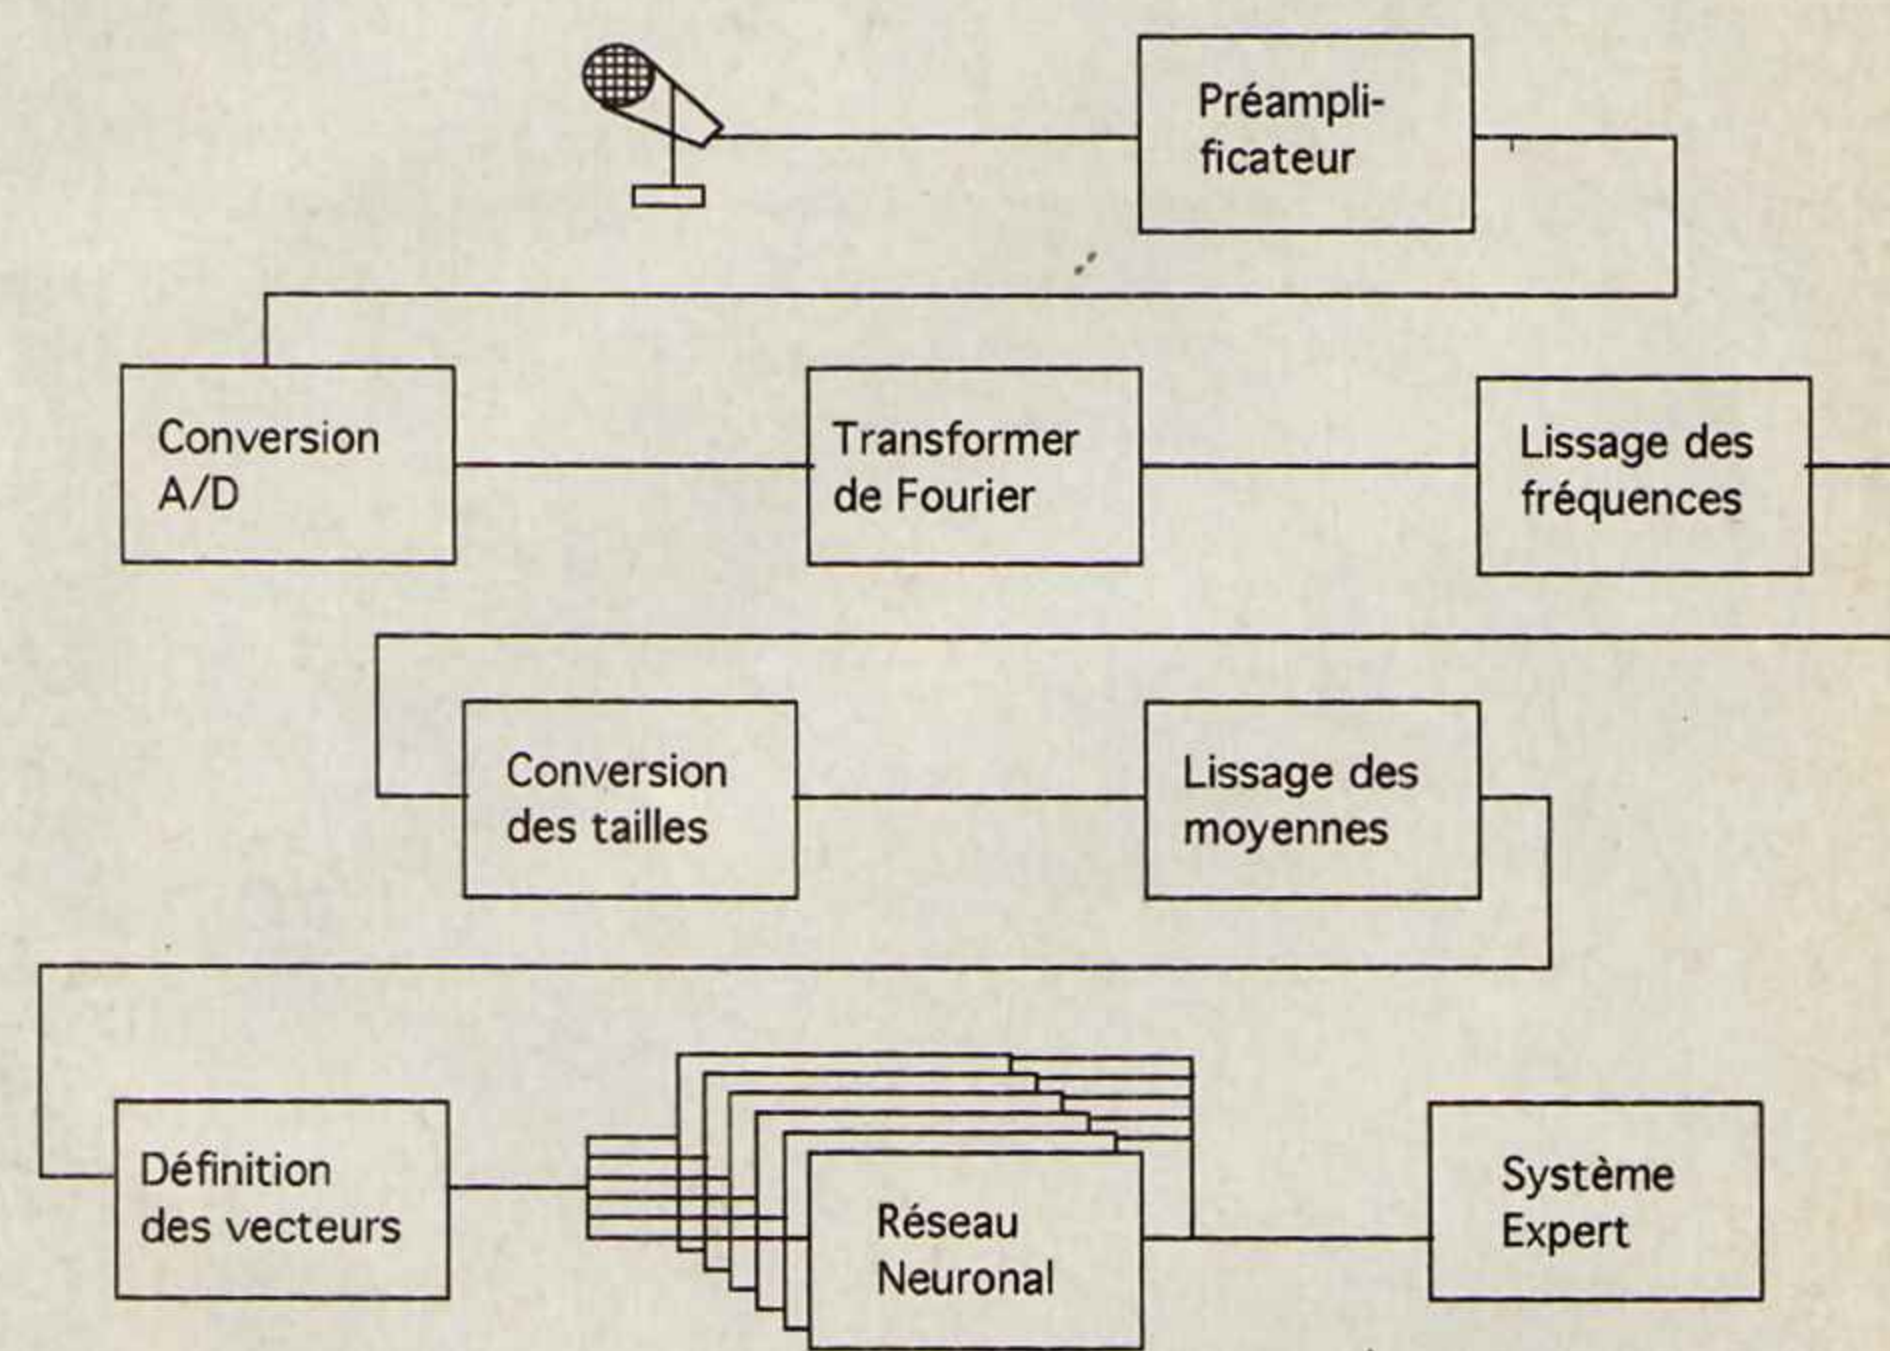 Préampli-
ficateur
Conversion
A/D
Transformer
de Fourier
Lissage des
fréquences
Conversion
des tailles
Lissage des
moyennes
Définition
des vecteurs
Réseau
Neuronal
Système
Expert